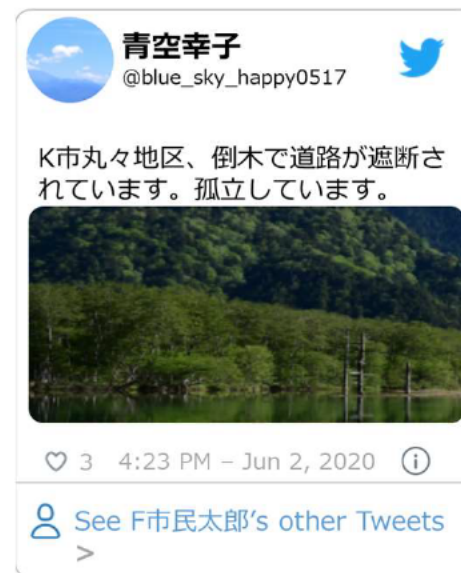 青空幸子
@blue_sky_happy0517
K市丸々地区、倒木で道路が遮断さ
れています。孤立しています。
3 4:23 PM – Jun 2, 2020
See F市民太郎's other Tweets
>